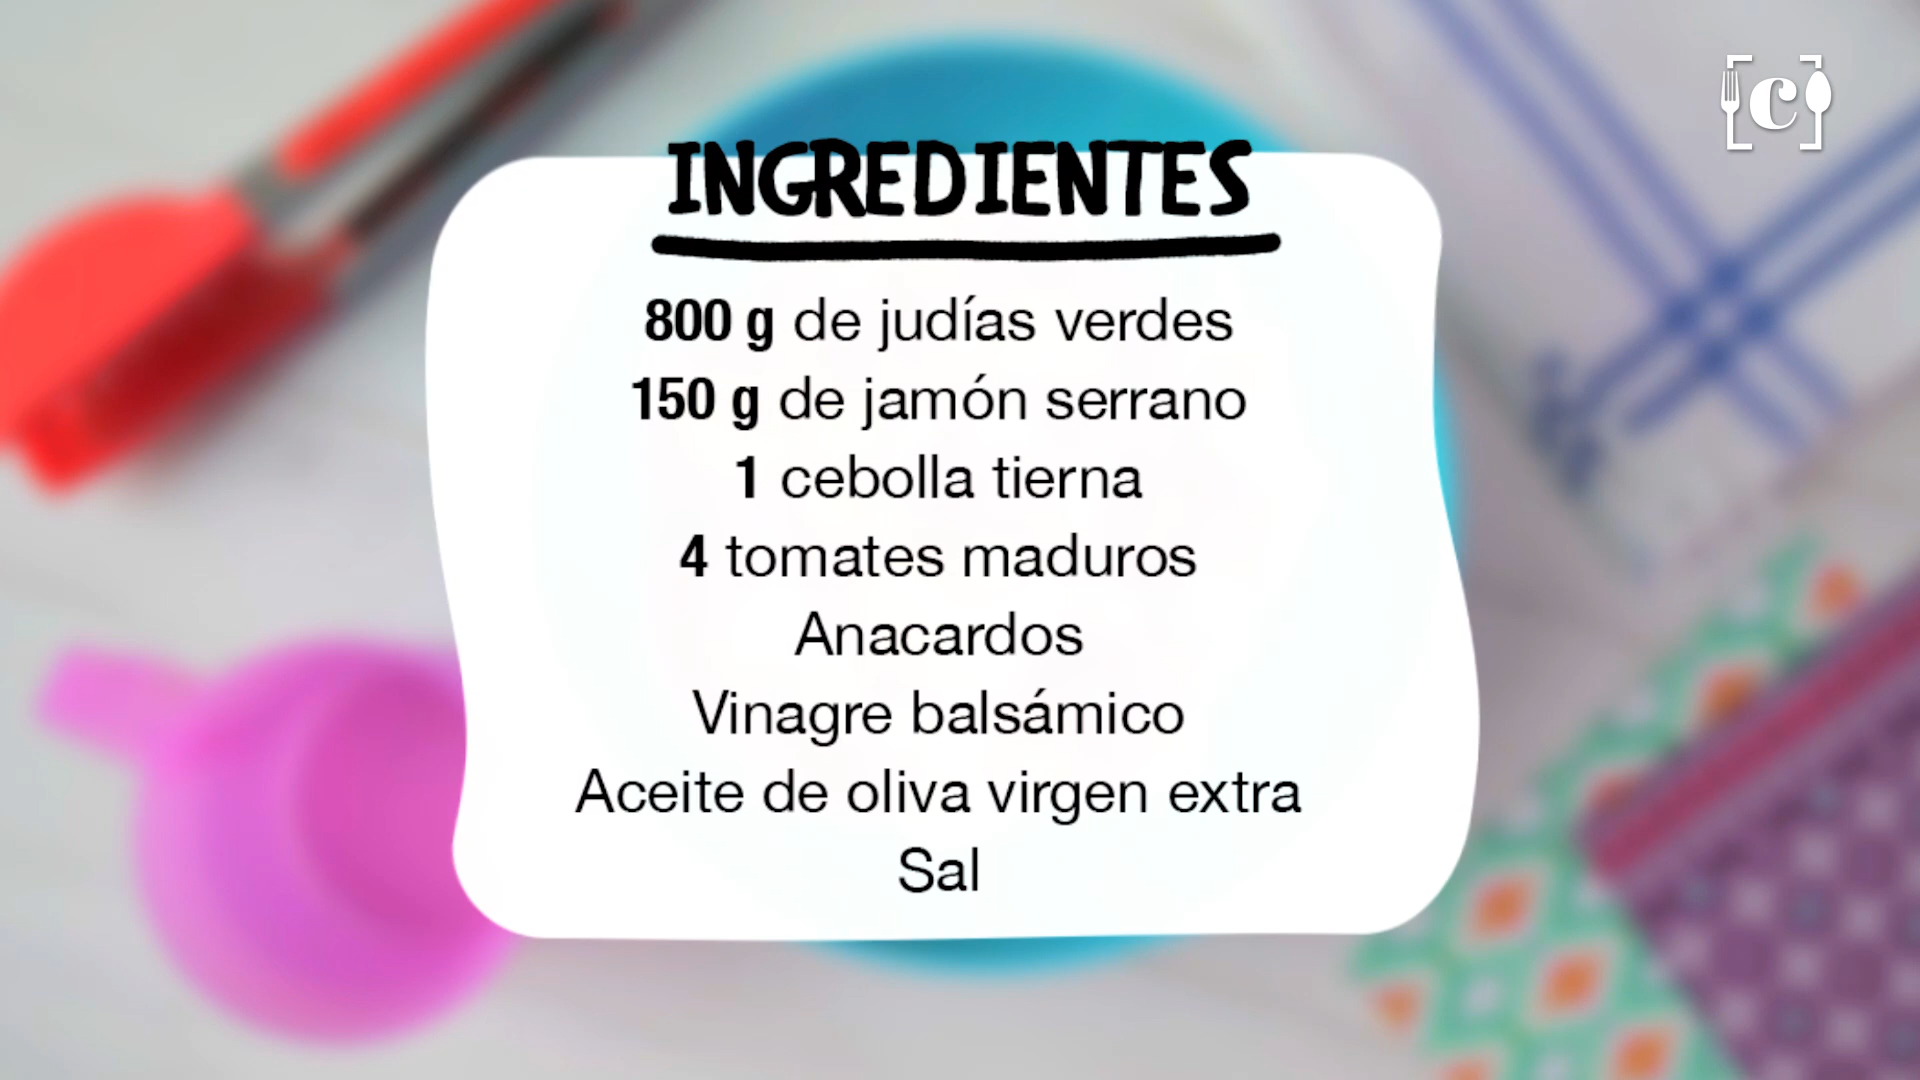 c
INGREDIENTES
800 g de judías verdes
150 g de jamón serrano
1 cebolla tierna
4 tomates maduros
Anacardos
Vinagre balsámico
Aceite de oliva virgen extra
Sal